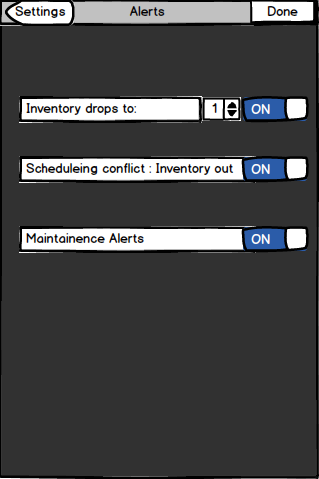 Settings Alerts Done
Inventory drops to: 1 ON
Scheduleing conflict : Inventory out ON
Maintainence Alerts ON